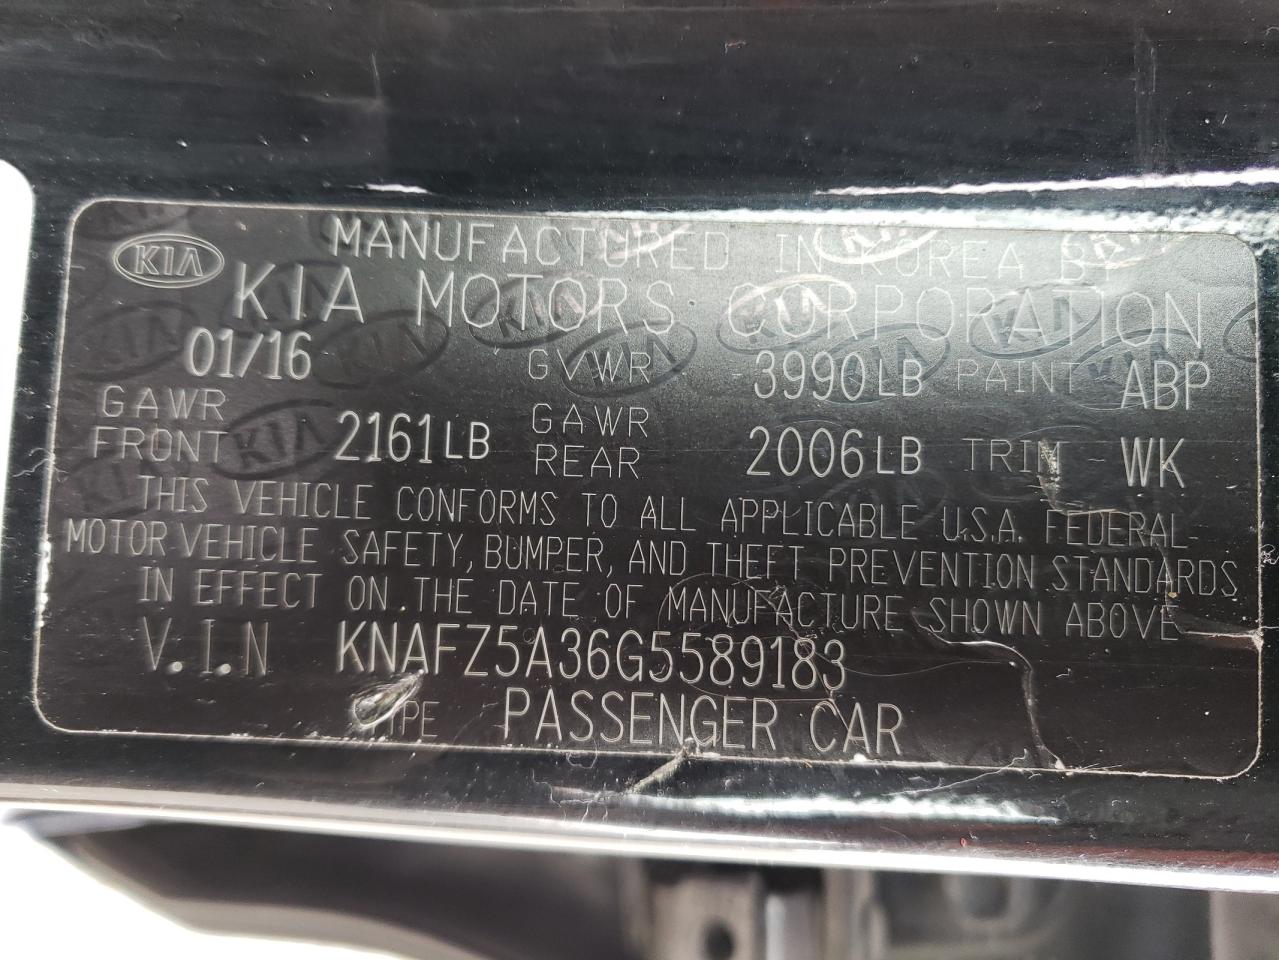 KIA MANUFACTURED IN KOREA BY
KIA MOTORS CORPORATION
01/16 GVWR 3990LB PAINT ABP
GAWR FRONT 2161LB GAWR REAR 2006LB TRIM WK
THIS VEHICLE CONFORMS TO ALL APPLICABLE U.S.A. FEDERAL
MOTOR VEHICLE SAFETY, BUMPER, AND THEFT PREVENTION STANDARDS
IN EFFECT ON THE DATE OF MANUFACTURE SHOWN ABOVE
V.I.N KNAFZ5A36G5589183
TYPE PASSENGER CAR